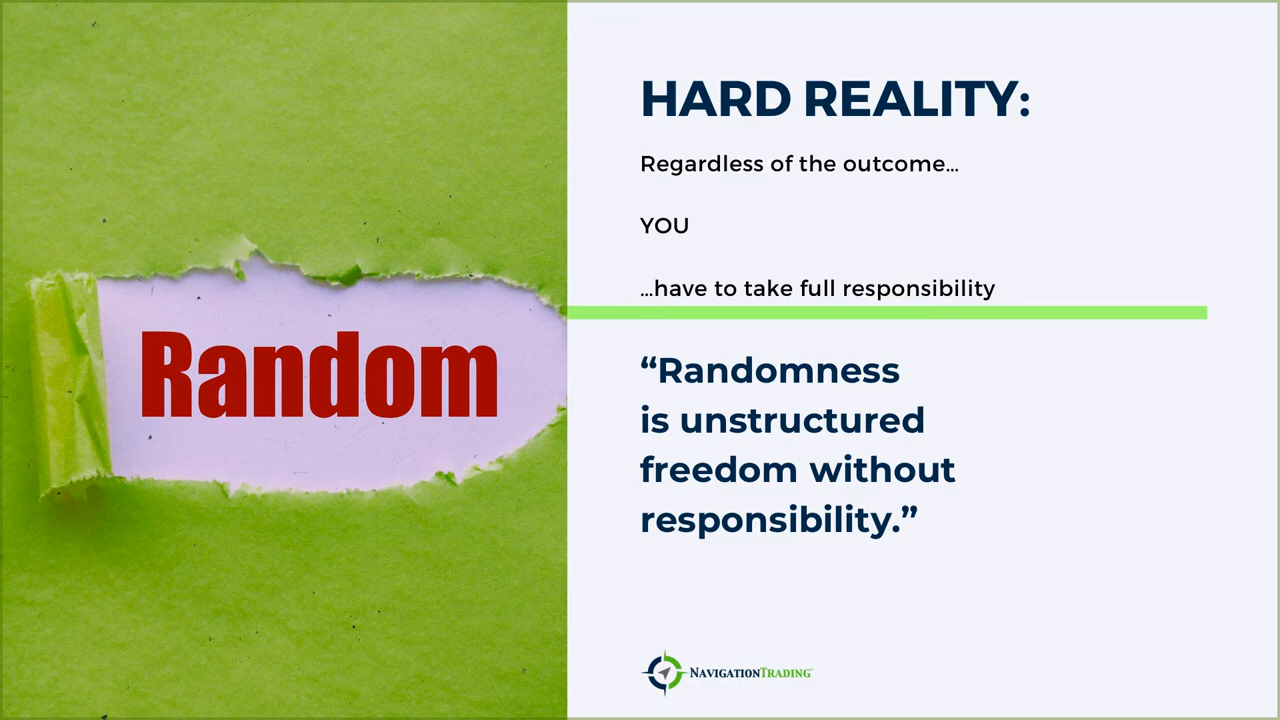 Random
HARD REALITY:
Regardless of the outcome...
YOU
...have to take full responsibility
“Randomness
is unstructured
freedom without
responsibility.”
NAVIGATIONTRADING